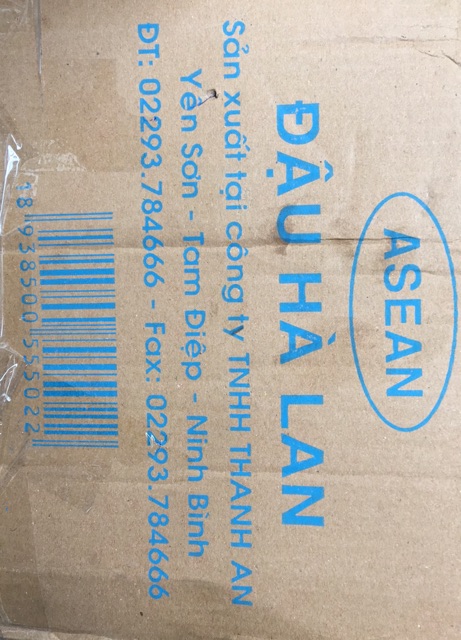 ASEAN
ĐẬU HÀ LAN
Sản xuất tại công ty TNHH THANH AN
Yên Sơn - Tam Điệp - Ninh Bình
ĐT: 02293.784666 - Fax: 02293.784666
18938500555022